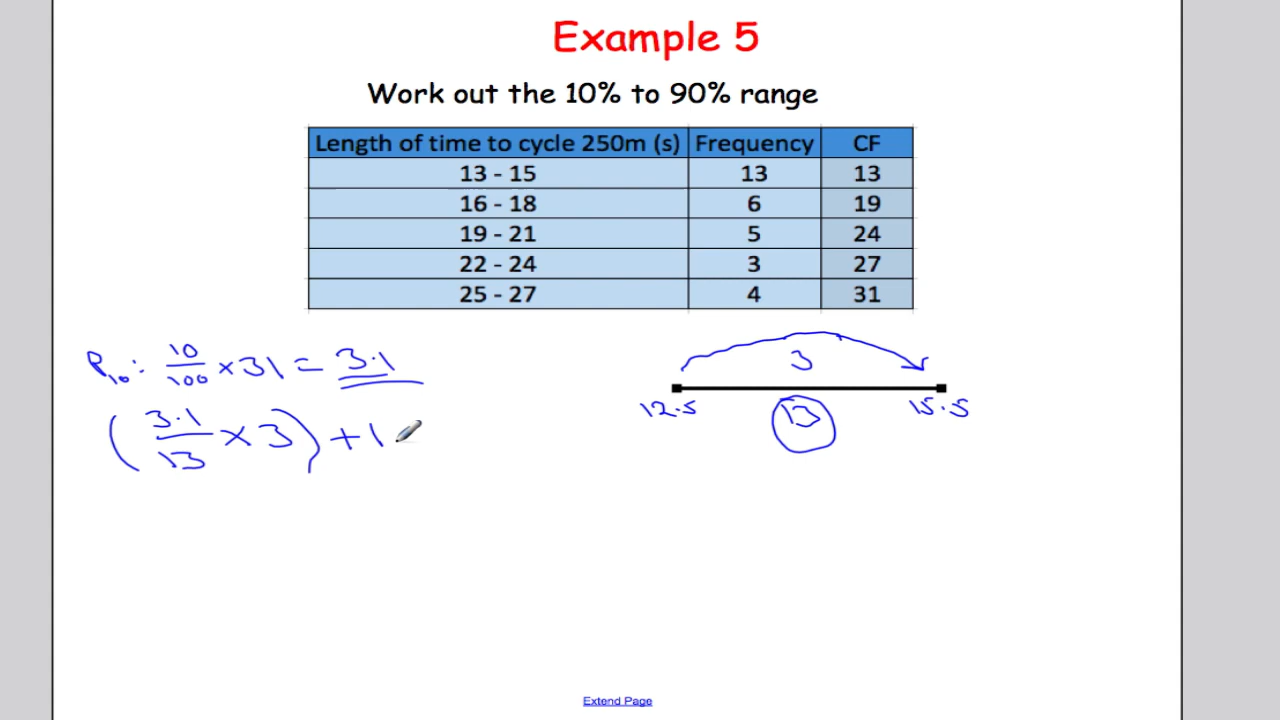 Example 5
Work out the 10% to 90% range
Length of time to cycle 250m (s) Frequency CF
13 - 15 13 13
16 - 18 6 19
19 - 21 5 24
22 - 24 3 27
25 - 27 4 31
P10: 10/100 × 31 = 3.1
3
12.5 13 15.5
(3.1/13 × 3) + 1
Extend Page